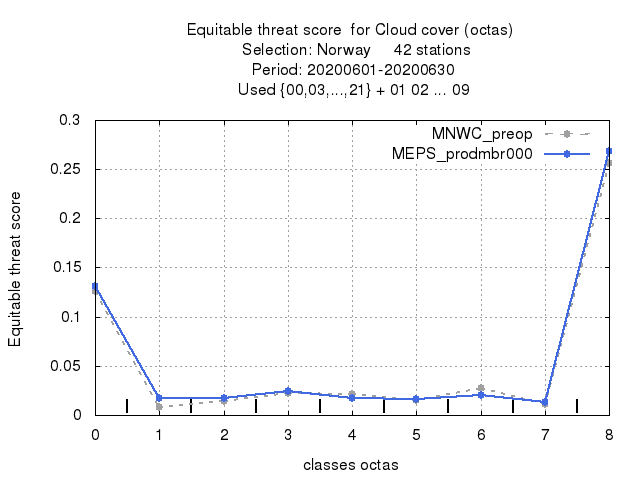 Equitable threat score  for Cloud cover (octas)
Selection: Norway     42 stations
Period: 20200601-20200630
Used {00,03,...,21} + 01 02 ... 09
MNWC_preop
MEPS_prodmbr000
Equitable threat score
0.3
0.25
0.2
0.15
0.1
0.05
0
0 1 2 3 4 5 6 7 8
classes octas